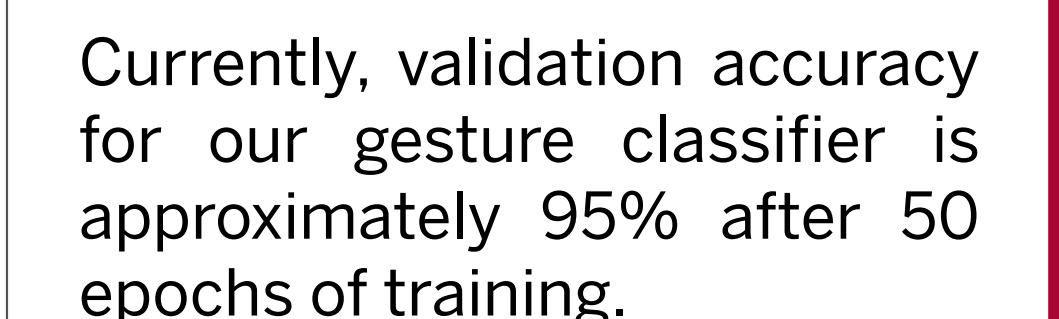 Currently, validation accuracy
for our gesture classifier is
approximately 95% after 50
epochs of training.